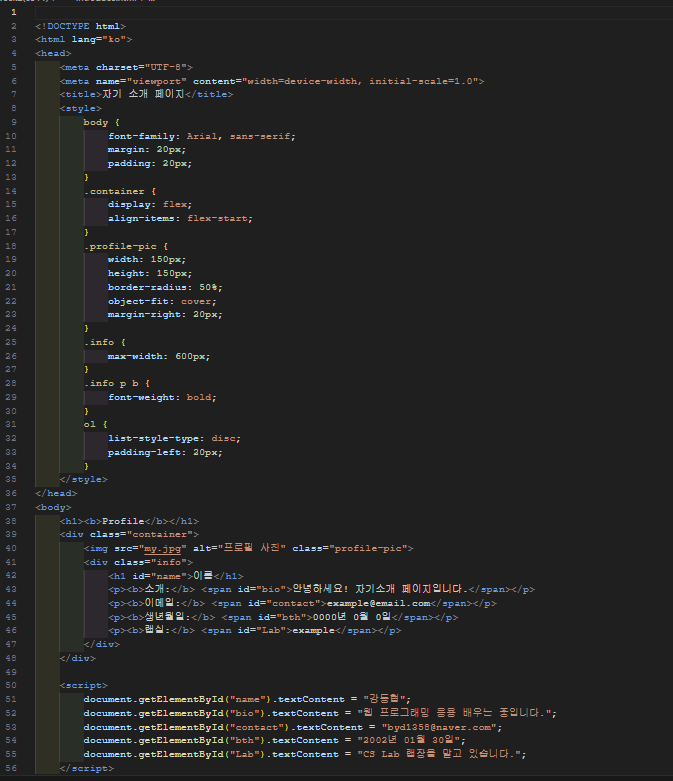 1
2 <!DOCTYPE html>
3 <html lang="ko">
4 <head>
5 <meta charset="UTF-8">
6 <meta name="viewport" content="width=device-width, initial-scale=1.0">
7 <title>자기 소개 페이지</title>
8 <style>
9 body {
10 font-family: Arial, sans-serif;
11 margin: 20px;
12 padding: 20px;
13 }
14 .container {
15 display: flex;
16 align-items: flex-start;
17 }
18 .profile-pic {
19 width: 150px;
20 height: 150px;
21 border-radius: 50%;
22 object-fit: cover;
23 margin-right: 20px;
24 }
25 .info {
26 max-width: 600px;
27 }
28 .info p b {
29 font-weight: bold;
30 }
31 ol {
32 list-style-type: disc;
33 padding-left: 20px;
34 }
35 </style>
36 </head>
37 <body>
38 <h1><b>Profile</b></h1>
39 <div class="container">
40 <img src="my.jpg" alt="프로필 사진" class="profile-pic">
41 <div class="info">
42 <h1 id="name">이름</h1>
43 <p><b>소개:</b> <span id="bio">안녕하세요! 자기소개 페이지입니다.</span></p>
44 <p><b>이메일:</b> <span id="contact">example@email.com</span></p>
45 <p><b>생년월일:</b> <span id="bth">0000년 0월 0일</span></p>
46 <p><b>랩실:</b> <span id="Lab">example</span></p>
47 </div>
48 </div>
49
50 <script>
51 document.getElementById("name").textContent = "강동협";
52 document.getElementById("bio").textContent = "웹 프로그래밍 응용 배우는 중입니다.";
53 document.getElementById("contact").textContent = "byd1358@naver.com";
54 document.getElementById("bth").textContent = "2002년 01월 30일";
55 document.getElementById("Lab").textContent = "CS Lab 랩장을 맡고 있습니다.";
56 </script>